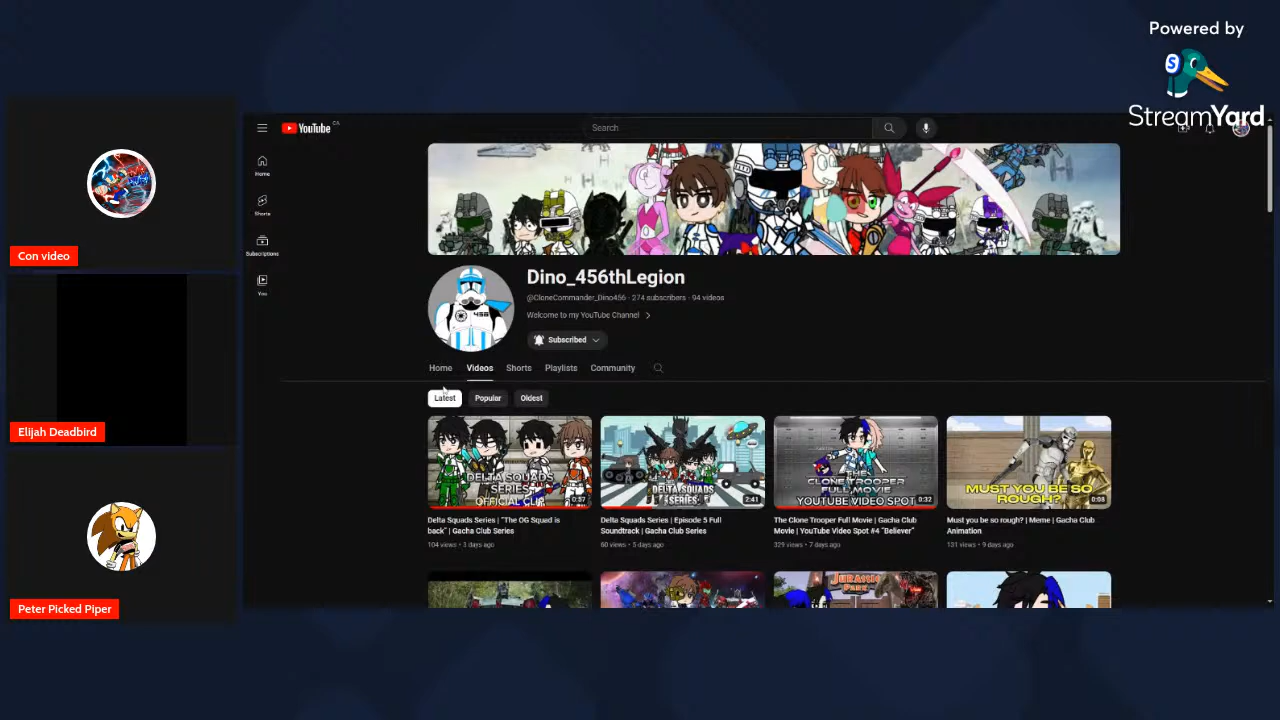 Powered by
StreamYard
Con video
Elijah Deadbird
Peter Picked Piper
YouTube CA
Search
Home
Shorts
Subscriptions
You
Dino_456thLegion
@CloneCommander_Dino456 · 274 subscribers · 94 videos
Welcome to my YouTube Channel
Subscribed
Home Videos Shorts Playlists Community
Latest Popular Oldest
DELTA SQUADS
SERIES
OFFICIAL CLIP
0:57
DELTA SQUADS
SERIES
2:41
THE
CLONE TROOPER
FULL MOVIE
YOUTUBE VIDEO SPOT
0:32
MUST YOU BE SO
ROUGH?
0:08
Delta Squads Series | "The OG Squad is
back" | Gacha Club Series
104 views · 3 days ago
Delta Squads Series | Episode 5 Full
Soundtrack | Gacha Club Series
60 views · 5 days ago
The Clone Trooper Full Movie | Gacha Club
Movie | YouTube Video Spot #4 "Believer"
329 views · 7 days ago
Must you be so rough? | Meme | Gacha Club
Animation
131 views · 9 days ago
JURASSIC
PARK